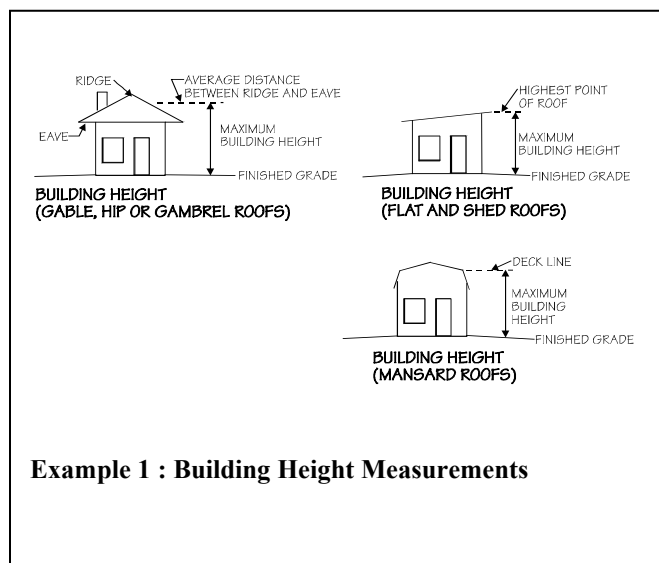 RIDGE
AVERAGE DISTANCE
BETWEEN RIDGE AND EAVE
EAVE
MAXIMUM
BUILDING HEIGHT
FINISHED GRADE
BUILDING HEIGHT
(GABLE, HIP OR GAMBREL ROOFS)
HIGHEST POINT
OF ROOF
MAXIMUM
BUILDING HEIGHT
FINISHED GRADE
BUILDING HEIGHT
(FLAT AND SHED ROOFS)
DECK LINE
MAXIMUM
BUILDING
HEIGHT
FINISHED GRADE
BUILDING HEIGHT
(MANSARD ROOFS)
Example 1 : Building Height Measurements